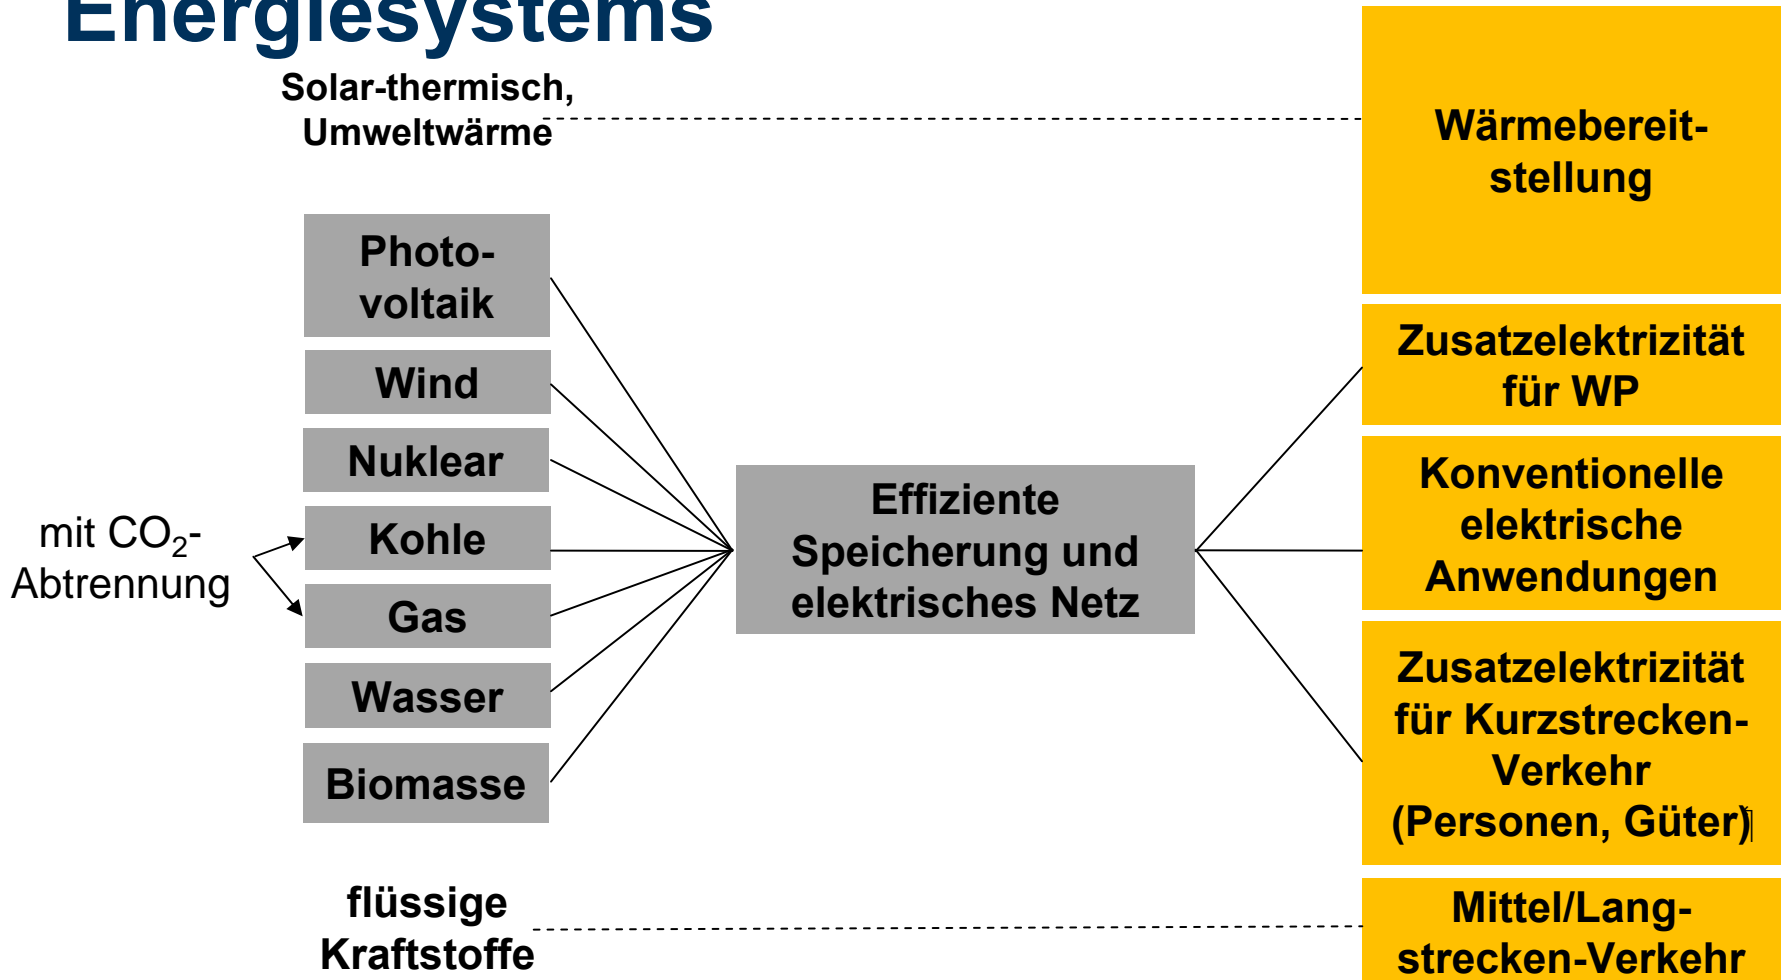 Energiesystems
Solar-thermisch,
Umweltwärme
Wärmebereit-
stellung
Photo-
voltaik
Wind
Nuklear
Kohle
Gas
Wasser
Biomasse
mit CO₂-
Abtrennung
Effiziente
Speicherung und
elektrisches Netz
Zusatzelektrizität
für WP
Konventionelle
elektrische
Anwendungen
Zusatzelektrizität
für Kurzstrecken-
Verkehr
(Personen, Güter)
flüssige
Kraftstoffe
Mittel/Lang-
strecken-Verkehr